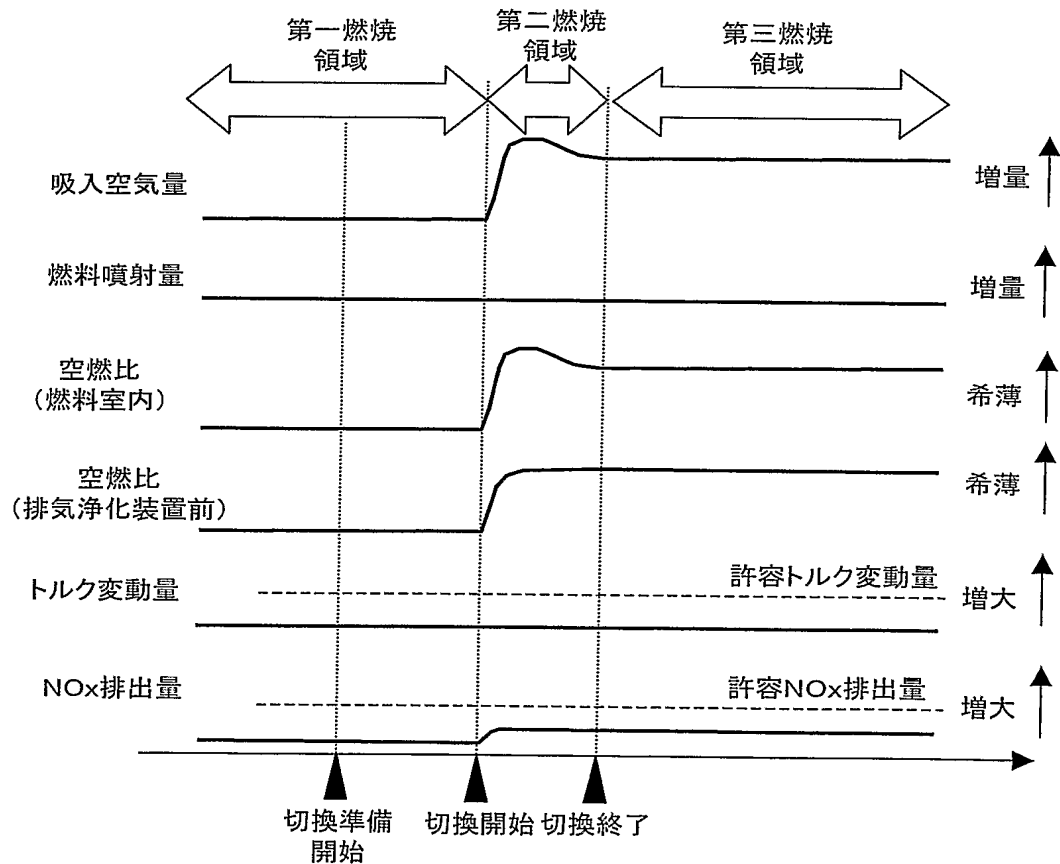 第一燃焼
領域
第二燃焼
領域
第三燃焼
領域
吸入空気量
増量
燃料噴射量
増量
空燃比
（燃料室内）
希薄
空燃比
（排気浄化装置前）
希薄
トルク変動量
許容トルク変動量
増大
NOx排出量
許容NOx排出量
増大
切換準備
開始
切換開始
切換終了